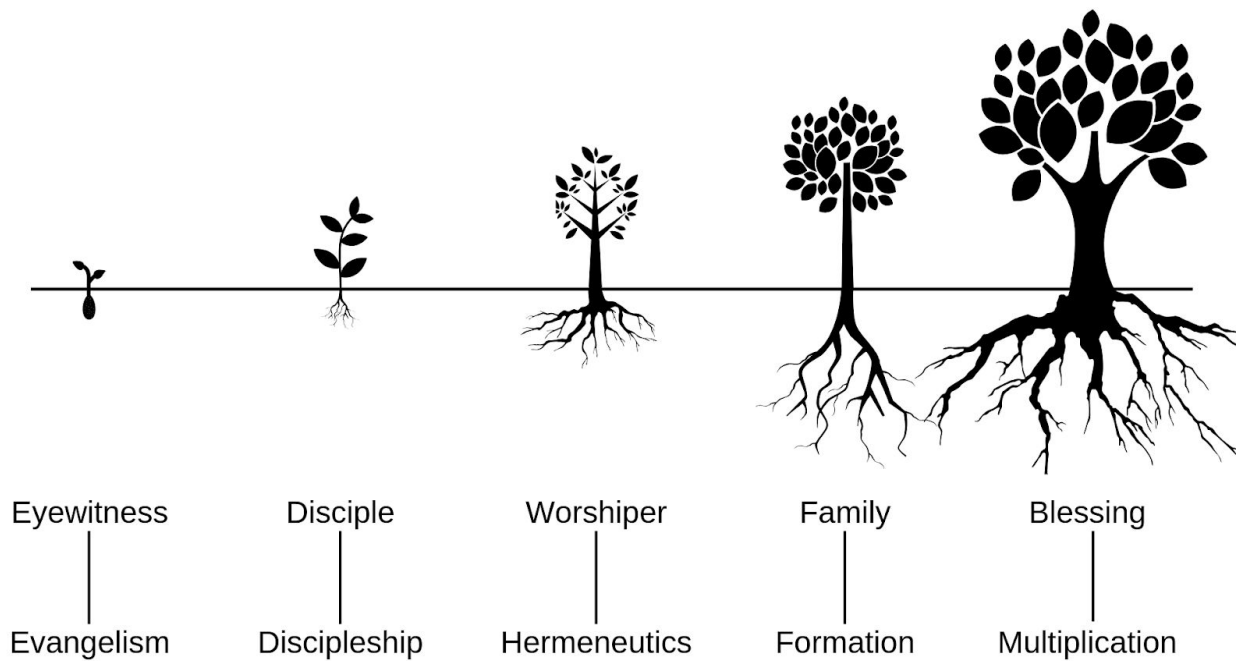 Eyewitness Disciple Worshiper Family Blessing
Evangelism Discipleship Hermeneutics Formation Multiplication